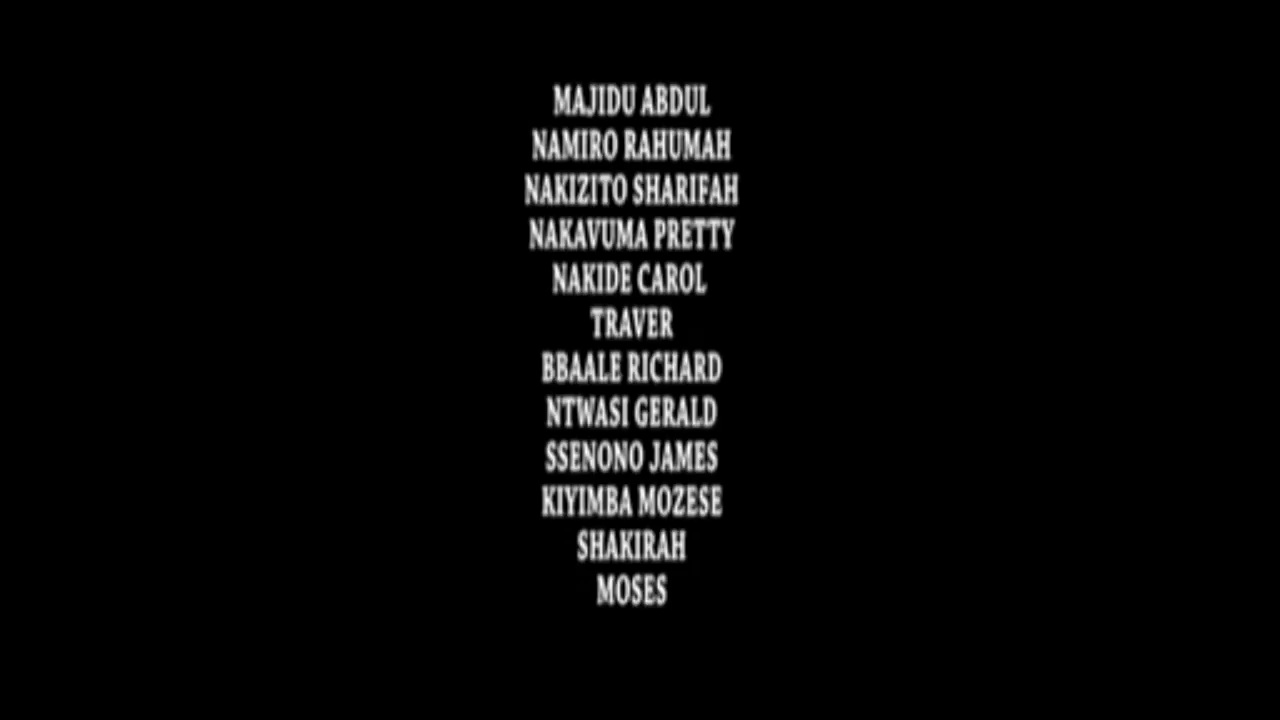 MAJIDU ABDUL
NAMIRO RAHUMAH
NAKIZITO SHARIFAH
NAKAVUMA PRETTY
NAKIDE CAROL
TRAVER
BBAALE RICHARD
NTWASI GERALD
SSENONO JAMES
KIYIMBA MOZESE
SHAKIRAH
MOSES